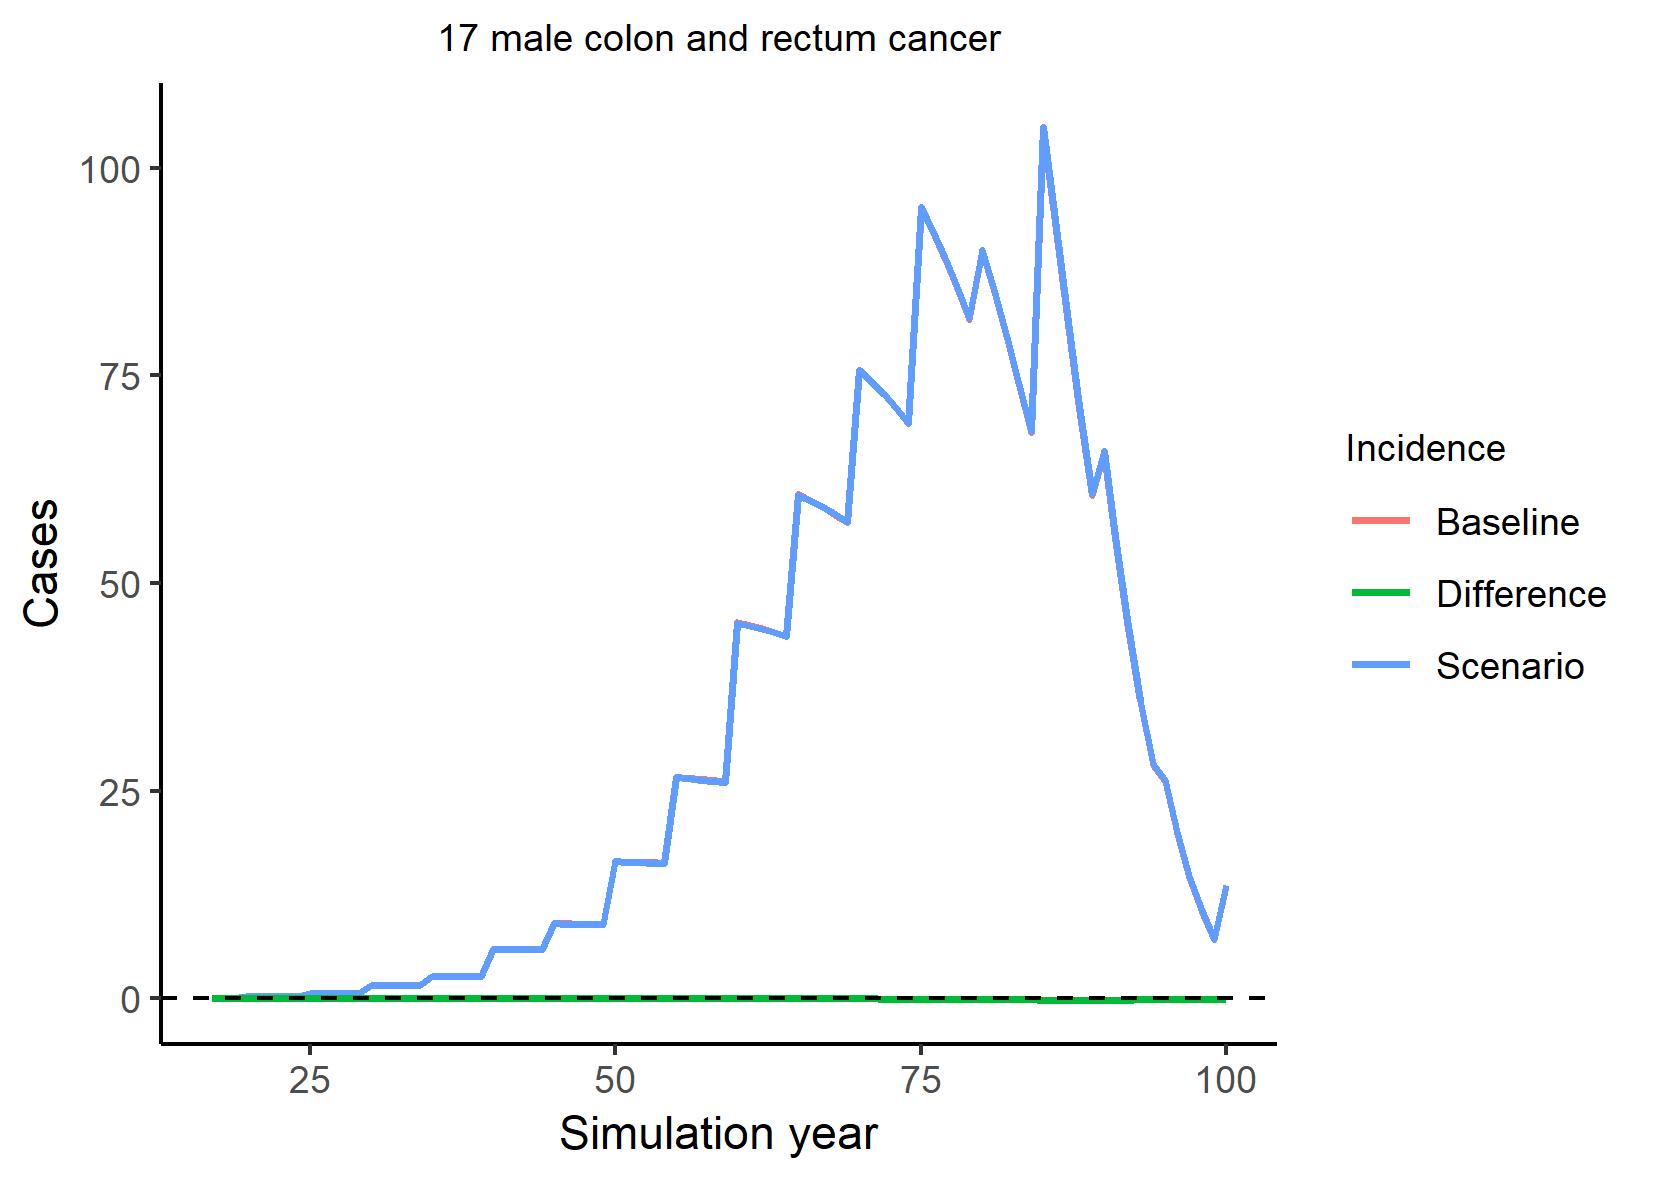 17 male colon and rectum cancer
100
75
50
25
0
Cases
25
50
75
100
Simulation year
Incidence
Baseline
Difference
Scenario